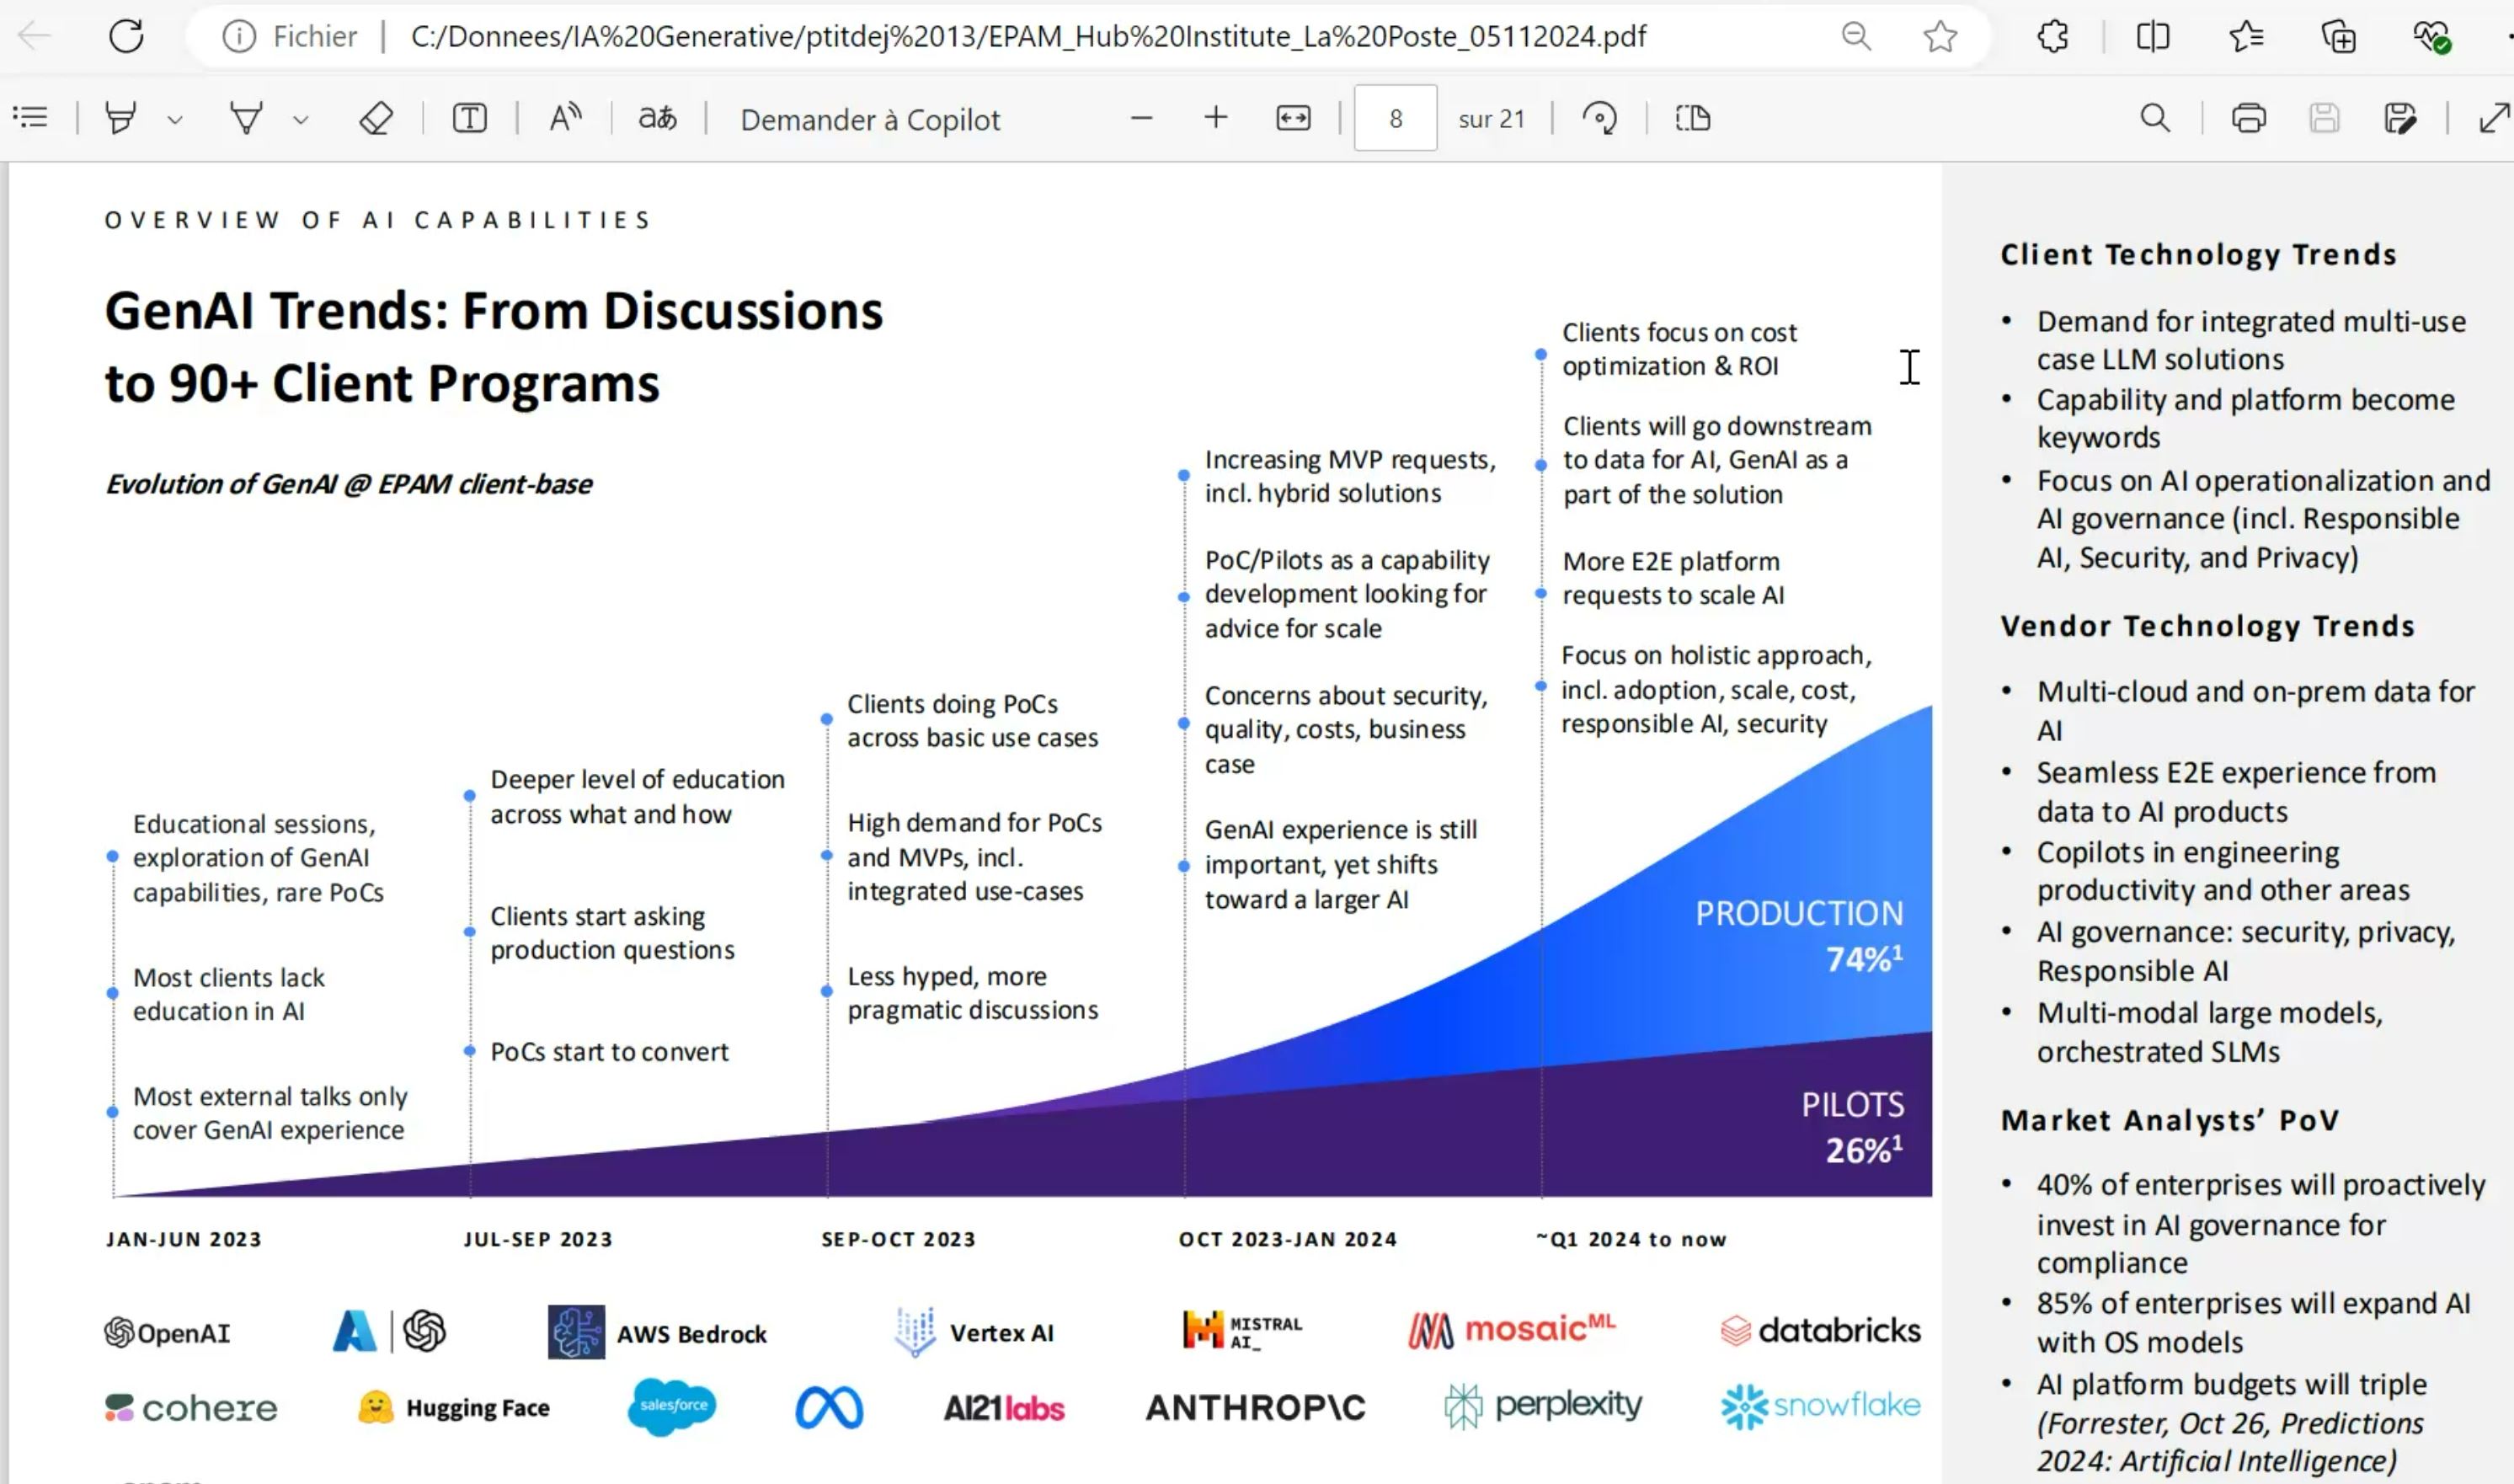 Fichier
C:/Donnees/IA%20Generative/ptitdej%2013/EPAM_Hub%20Institute_La%20Poste_05112024.pdf
Demander à Copilot
8
sur 21
OVERVIEW OF AI CAPABILITIES
GenAI Trends: From Discussions
to 90+ Client Programs
Evolution of GenAI @ EPAM client-base
Educational sessions,
exploration of GenAI
capabilities, rare PoCs
Most clients lack
education in AI
Most external talks only
cover GenAI experience
Deeper level of education
across what and how
Clients start asking
production questions
PoCs start to convert
Clients doing PoCs
across basic use cases
High demand for PoCs
and MVPs, incl.
integrated use-cases
Less hyped, more
pragmatic discussions
Increasing MVP requests,
incl. hybrid solutions
PoC/Pilots as a capability
development looking for
advice for scale
Concerns about security,
quality, costs, business
case
GenAI experience is still
important, yet shifts
toward a larger AI
Clients focus on cost
optimization & ROI
Clients will go downstream
to data for AI, GenAI as a
part of the solution
More E2E platform
requests to scale AI
Focus on holistic approach,
incl. adoption, scale, cost,
responsible AI, security
PRODUCTION
74%¹
PILOTS
26%¹
JAN-JUN 2023
JUL-SEP 2023
SEP-OCT 2023
OCT 2023-JAN 2024
~Q1 2024 to now
OpenAI
AWS Bedrock
Vertex AI
MISTRAL
AI_
mosaicML
databricks
cohere
Hugging Face
salesforce
AI21labs
ANTHROP\C
perplexity
snowflake
Client Technology Trends
• Demand for integrated multi-use
case LLM solutions
• Capability and platform become
keywords
• Focus on AI operationalization and
AI governance (incl. Responsible
AI, Security, and Privacy)
Vendor Technology Trends
• Multi-cloud and on-prem data for
AI
• Seamless E2E experience from
data to AI products
• Copilots in engineering
productivity and other areas
• AI governance: security, privacy,
Responsible AI
• Multi-modal large models,
orchestrated SLMs
Market Analysts’ PoV
• 40% of enterprises will proactively
invest in AI governance for
compliance
• 85% of enterprises will expand AI
with OS models
• AI platform budgets will triple
(Forrester, Oct 26, Predictions
2024: Artificial Intelligence)